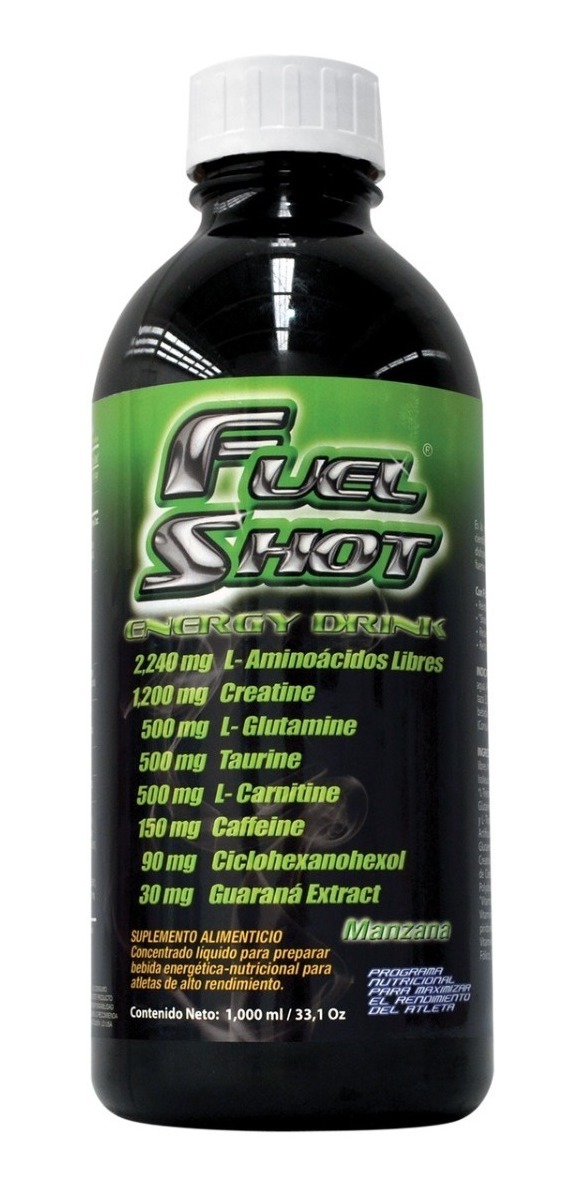 FUEL
SHOT
®
ENERGY DRINK
2,240 mg L-Aminoácidos Libres
1,200 mg Creatine
500 mg L-Glutamine
500 mg Taurine
500 mg L-Carnitine
150 mg Caffeine
90 mg Ciclohexanohexol
30 mg Guaraná Extract
Manzana
SUPLEMENTO ALIMENTICIO
Concentrado líquido para preparar
bebida energética-nutricional para
atletas de alto rendimiento.
PROGRAMA
NUTRICIONAL
PARA MAXIMIZAR
EL RENDIMIENTO
DEL ATLETA
Contenido Neto: 1,000 ml / 33,1 Oz